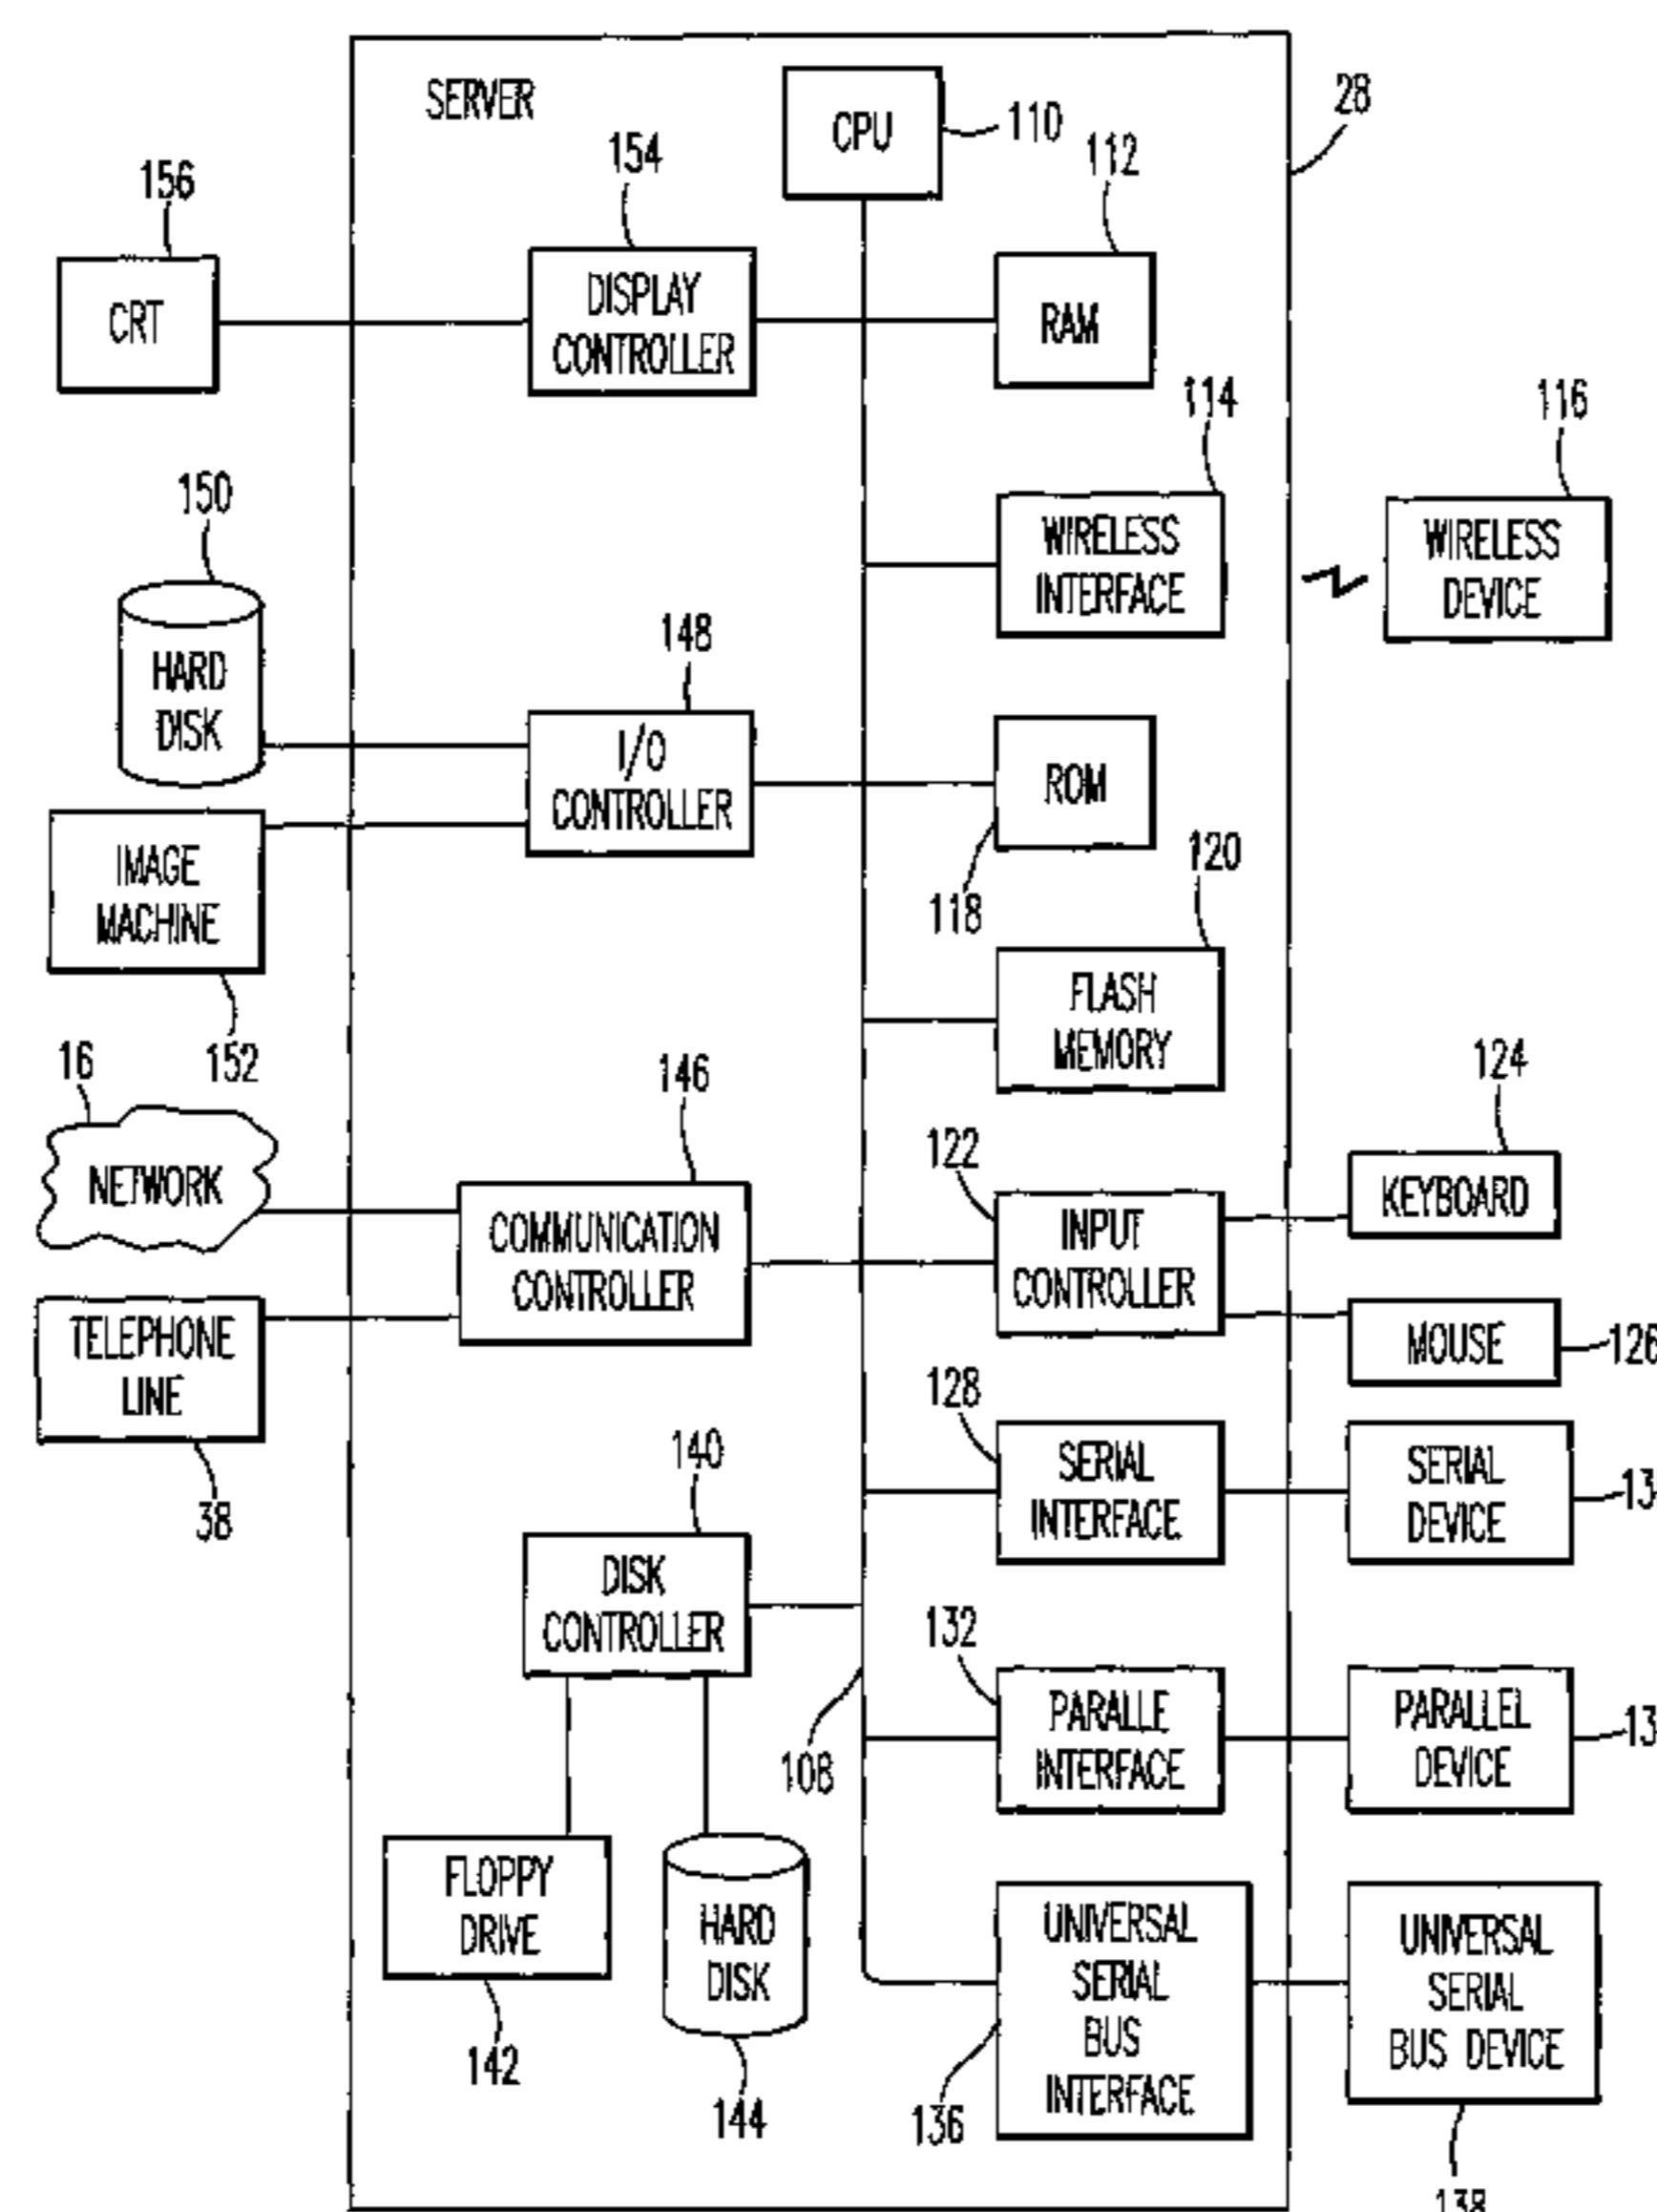 SERVER
CPU
110
28
112
154
156
CRT
DISPLAY
CONTROLLER
RAM
114
116
150
WIRELESS
INTERFACE
WIRELESS
DEVICE
148
HARD
DISK
I/O
CONTROLLER
ROM
118
120
IMAGE
MACHINE
152
FLASH
MEMORY
16
146
124
NETWORK
122
COMMUNICATION
CONTROLLER
INPUT
CONTROLLER
KEYBOARD
TELEPHONE
LINE
MOUSE
126
38
140
128
SERIAL
INTERFACE
SERIAL
DEVICE
13
DISK
CONTROLLER
132
PARALLE
INTERFACE
PARALLEL
DEVICE
13
108
FLOPPY
DRIVE
HARD
DISK
142
144
UNIVERSAL
SERIAL
BUS
INTERFACE
136
UNIVERSAL
SERIAL
BUS DEVICE
138